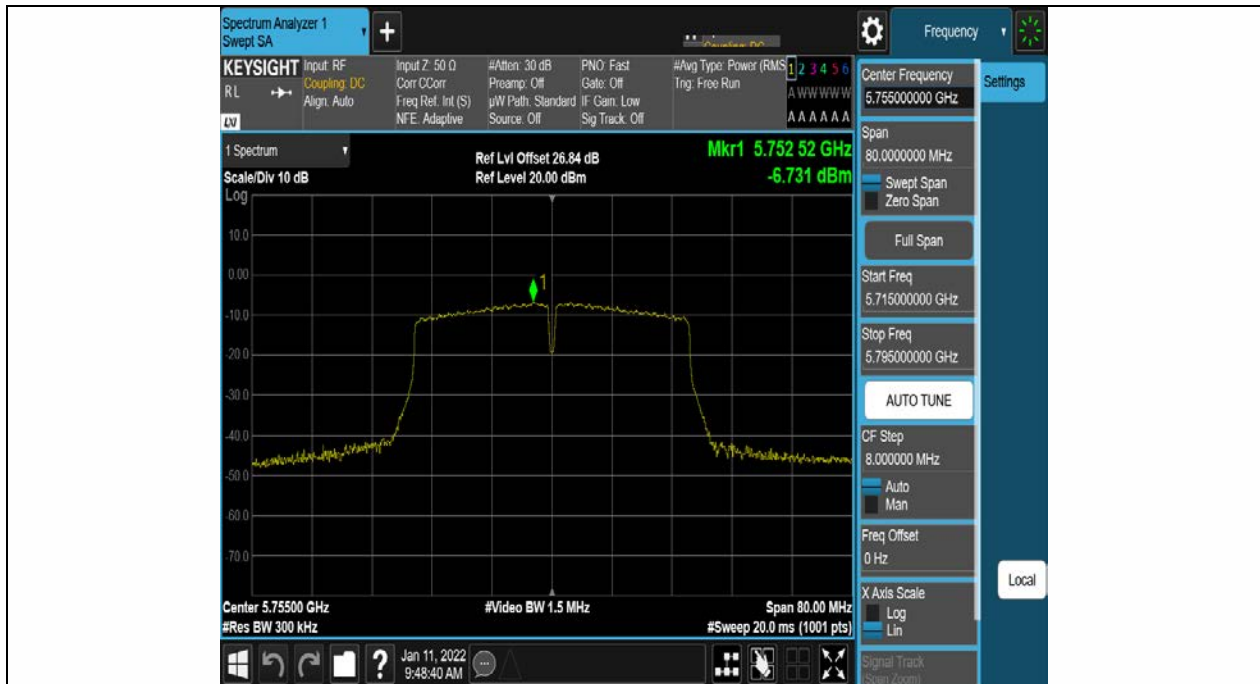 Spectrum Analyzer 1
Swept SA
+
Frequency
KEYSIGHT
RL
LXI
Input: RF
Coupling: DC
Align: Auto
Input Z: 50 Ω
Corr CCorr
Freq Ref: Int (S)
NFE: Adaptive
#Atten: 30 dB
Preamp: Off
µW Path: Standard
Source: Off
PNO: Fast
Gate: Off
IF Gain: Low
Sig Track: Off
#Avg Type: Power (RMS
Trig: Free Run
1 2 3 4 5 6
A W W W W W
A A A A A A
1 Spectrum
Scale/Div 10 dB
Log
Ref Lvl Offset 26.84 dB
Ref Level 20.00 dBm
Mkr1 5.752 52 GHz
-6.731 dBm
10.0
0.00
-10.0
-20.0
-30.0
-40.0
-50.0
-60.0
-70.0
1
Center 5.75500 GHz
#Res BW 300 kHz
#Video BW 1.5 MHz
Span 80.00 MHz
#Sweep 20.0 ms (1001 pts)
Center Frequency
5.755000000 GHz
Settings
Span
80.0000000 MHz
Swept Span
Zero Span
Full Span
Start Freq
5.715000000 GHz
Stop Freq
5.795000000 GHz
AUTO TUNE
CF Step
8.000000 MHz
Auto
Man
Freq Offset
0 Hz
X Axis Scale
Log
Lin
Signal Track
(Span Zoom)
Local
?
Jan 11, 2022
9:48:40 AM